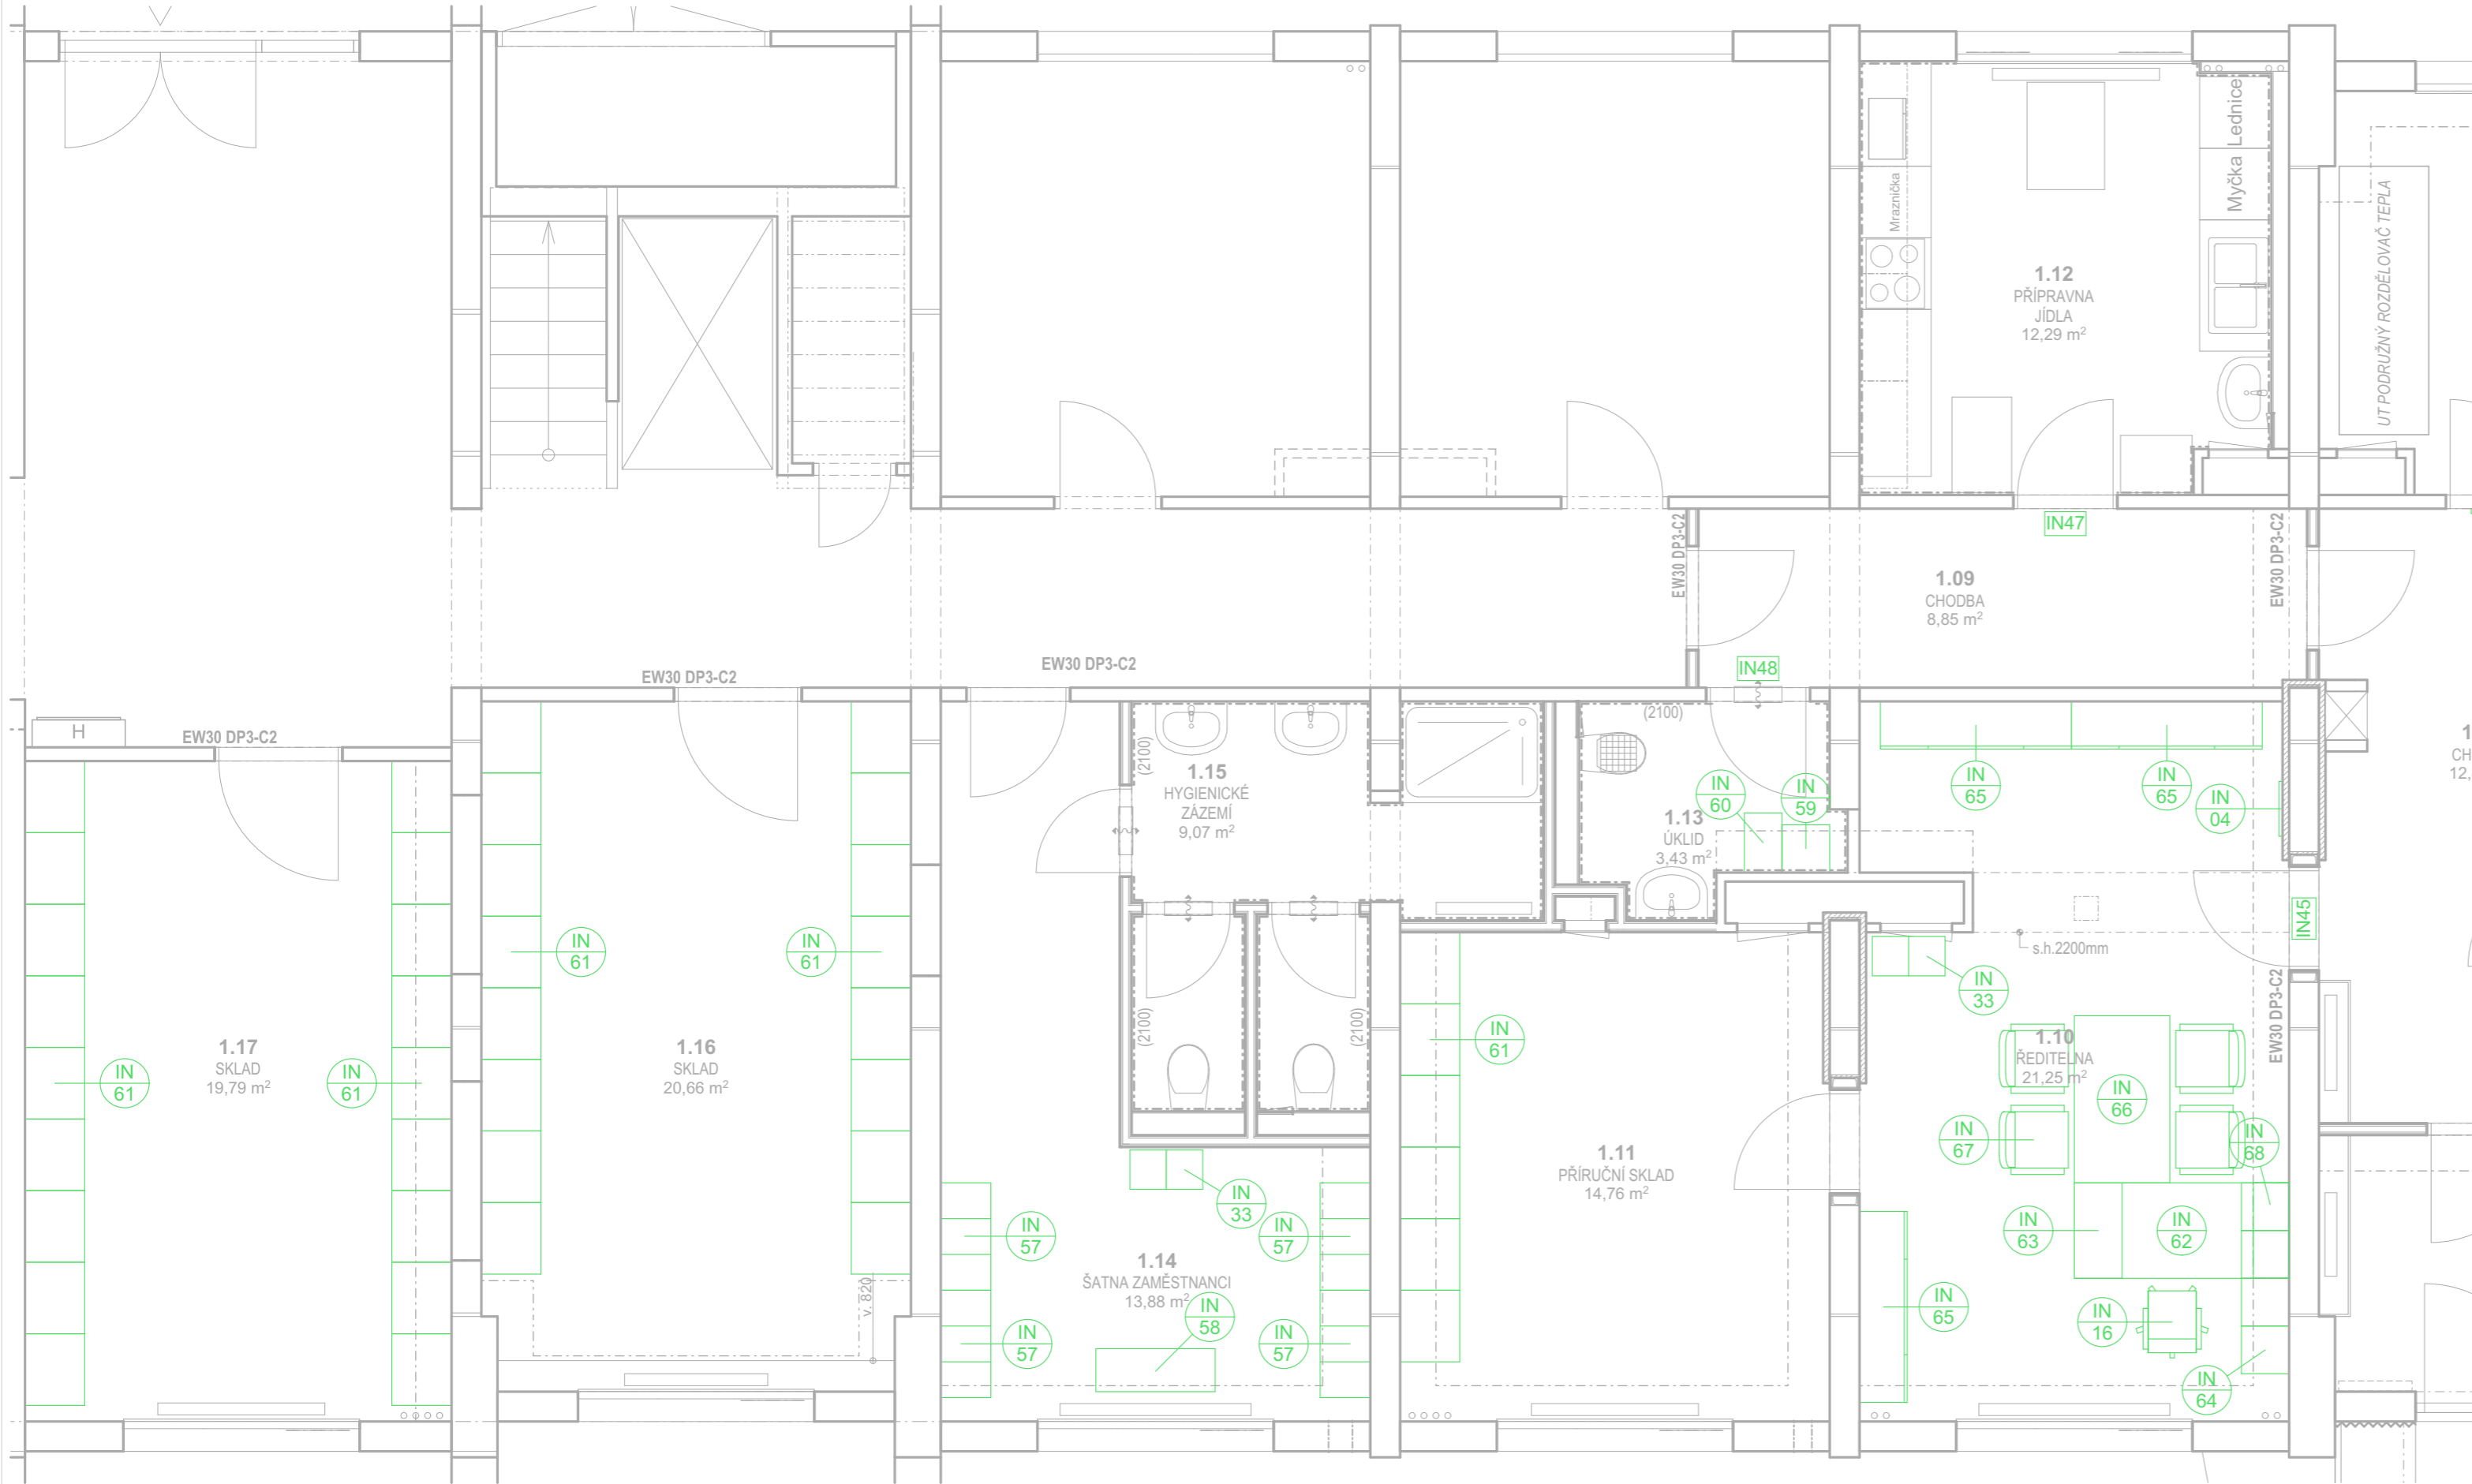 Myčka Lednice
Mraznička
1.12
PŘÍPRAVNA
JÍDLA
12,29 m²
UT PODRUŽNÝ ROZDĚLOVAČ TEPLA
IN47
EW30 DP3-C2
EW30 DP3-C2
1.09
CHODBA
8,85 m²
IN48
EW30 DP3-C2
EW30 DP3-C2
EW30 DP3-C2
H
(2100)
(2100)
1.15
HYGIENICKÉ
ZÁZEMÍ
9,07 m²
IN
60
IN
59
1.13
ÚKLID
3,43 m²
IN
65
IN
65
IN
04
CH
12,
IN45
s.h.2200mm
IN
61
IN
61
IN
33
EW30 DP3-C2
(2100)
(2100)
1.17
SKLAD
19,79 m²
IN
61
IN
61
1.16
SKLAD
20,66 m²
IN
61
1.10
ŘEDITELNA
21,25 m²
IN
66
IN
67
IN
68
1.11
PŘÍRUČNÍ SKLAD
14,76 m²
IN
33
IN
57
IN
57
IN
63
IN
62
1.14
ŠATNA ZAMĚSTNANCI
13,88 m²
v. 820
IN
58
IN
57
IN
57
IN
65
IN
16
IN
64